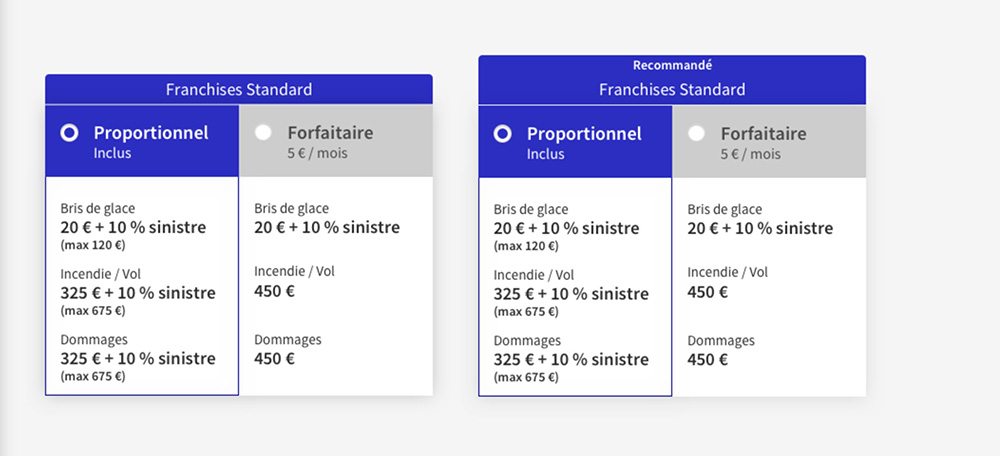 Franchises Standard
Proportionnel
Inclus
Forfaitaire
5 € / mois
Bris de glace
20 € + 10 % sinistre
(max 120 €)
Incendie / Vol
325 € + 10 % sinistre
(max 675 €)
Dommages
325 € + 10 % sinistre
(max 675 €)
Bris de glace
20 € + 10 % sinistre
Incendie / Vol
450 €
Dommages
450 €
Recommandé
Franchises Standard
Proportionnel
Inclus
Forfaitaire
5 € / mois
Bris de glace
20 € + 10 % sinistre
(max 120 €)
Incendie / Vol
325 € + 10 % sinistre
(max 675 €)
Dommages
325 € + 10 % sinistre
(max 675 €)
Bris de glace
20 € + 10 % sinistre
Incendie / Vol
450 €
Dommages
450 €